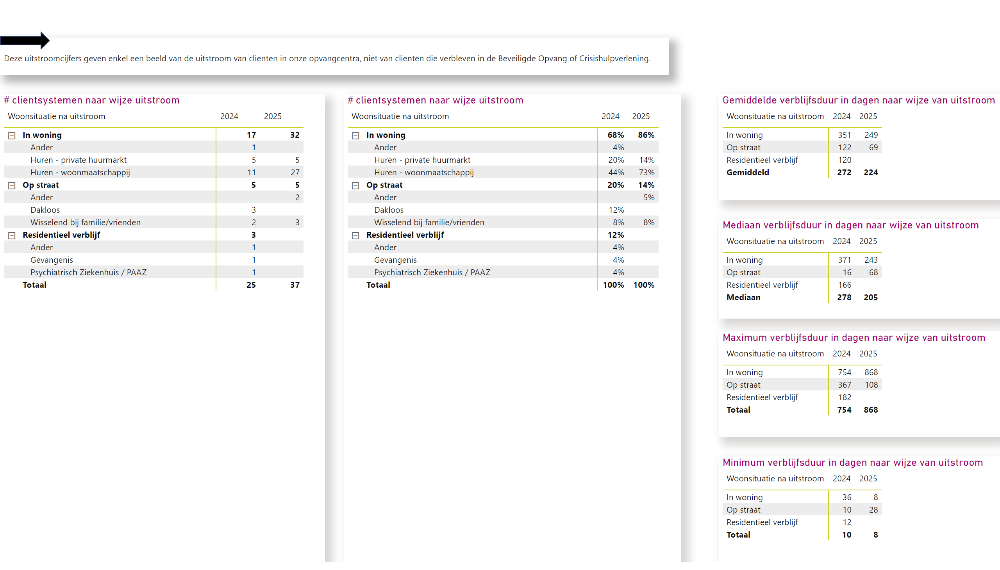 Deze uitstroomcijfers geven enkel een beeld van de uitstroom van clienten in onze opvangcentra, niet van clienten die verbleven in de Beveiligde Opvang of Crisishulpverlening.
# clientsystemen naar wijze uitstroom
Woonsituatie na uitstroom 2024 2025
In woning 17 32
Ander 1
Huren - private huurmarkt 5 5
Huren - woonmaatschappij 11 27
Op straat 5 5
Ander 2
Dakloos 3
Wisselend bij familie/vrienden 2 3
Residentieel verblijf 3
Ander 1
Gevangenis 1
Psychiatrisch Ziekenhuis / PAAZ 1
Totaal 25 37
# clientsystemen naar wijze uitstroom
Woonsituatie na uitstroom 2024 2025
In woning 68% 86%
Ander 4%
Huren - private huurmarkt 20% 14%
Huren - woonmaatschappij 44% 73%
Op straat 20% 14%
Ander 5%
Dakloos 12%
Wisselend bij familie/vrienden 8% 8%
Residentieel verblijf 12%
Ander 4%
Gevangenis 4%
Psychiatrisch Ziekenhuis / PAAZ 4%
Totaal 100% 100%
Gemiddelde verblijfsduur in dagen naar wijze van uitstroom
Woonsituatie na uitstroom 2024 2025
In woning 351 249
Op straat 122 69
Residentieel verblijf 120
Gemiddeld 272 224
Mediaan verblijfsduur in dagen naar wijze van uitstroom
Woonsituatie na uitstroom 2024 2025
In woning 371 243
Op straat 16 68
Residentieel verblijf 166
Mediaan 278 205
Maximum verblijfsduur in dagen naar wijze van uitstroom
Woonsituatie na uitstroom 2024 2025
In woning 754 868
Op straat 367 108
Residentieel verblijf 182
Totaal 754 868
Minimum verblijfsduur in dagen naar wijze van uitstroom
Woonsituatie na uitstroom 2024 2025
In woning 36 8
Op straat 10 28
Residentieel verblijf 12
Totaal 10 8